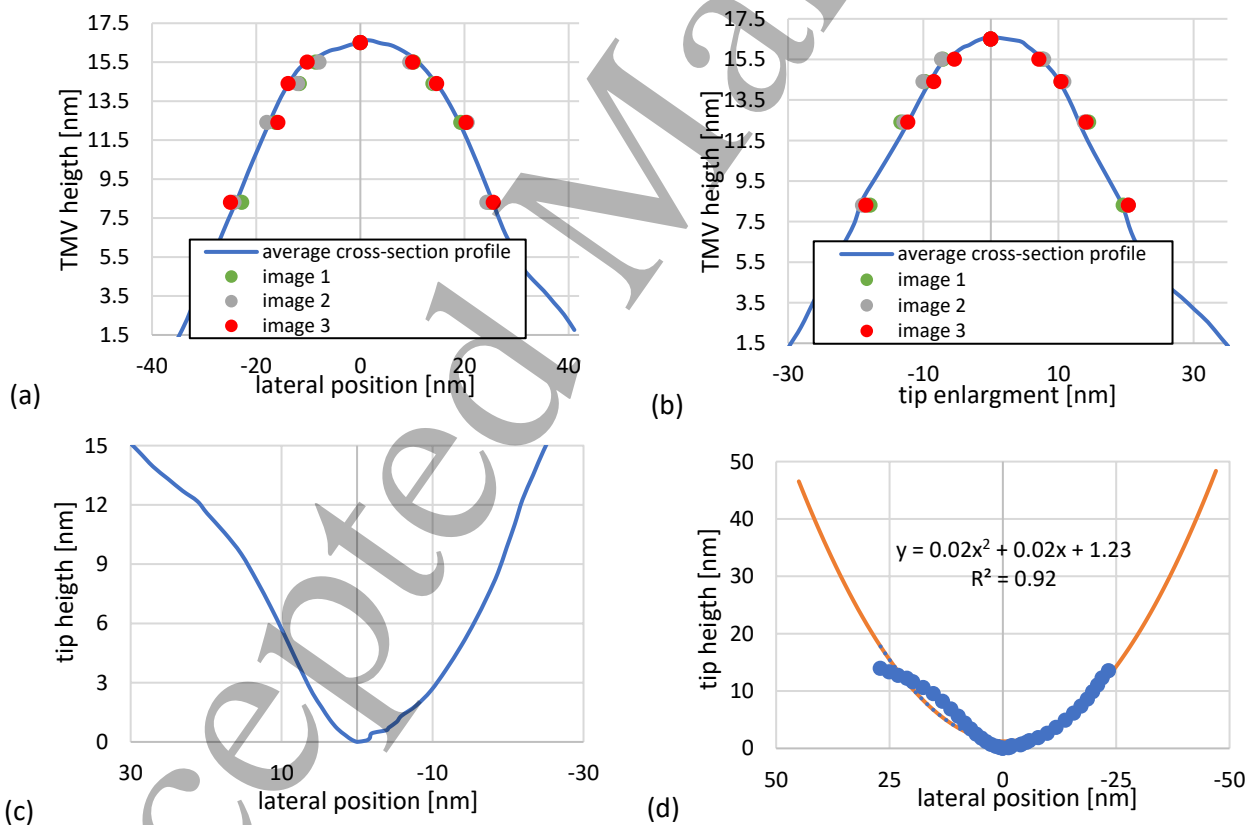 17.5
15.5
13.5
11.5
9.5
7.5
5.5
3.5
1.5
TMV heigth [nm]
average cross-section profile
image 1
image 2
image 3
-40 -20 0 20 40
lateral position [nm]
(a)
17.5
15.5
13.5
11.5
9.5
7.5
5.5
3.5
1.5
TMV heigth [nm]
average cross-section profile
image 1
image 2
image 3
-30 -10 10 30
tip enlargment [nm]
(b)
15
12
9
6
3
0
tip heigth [nm]
30 10 -10 -30
lateral position [nm]
(c)
50
40
30
20
10
0
tip heigth [nm]
y = 0.02x² + 0.02x + 1.23
R² = 0.92
50 25 0 -25 -50
lateral position [nm]
(d)
cepted Ma